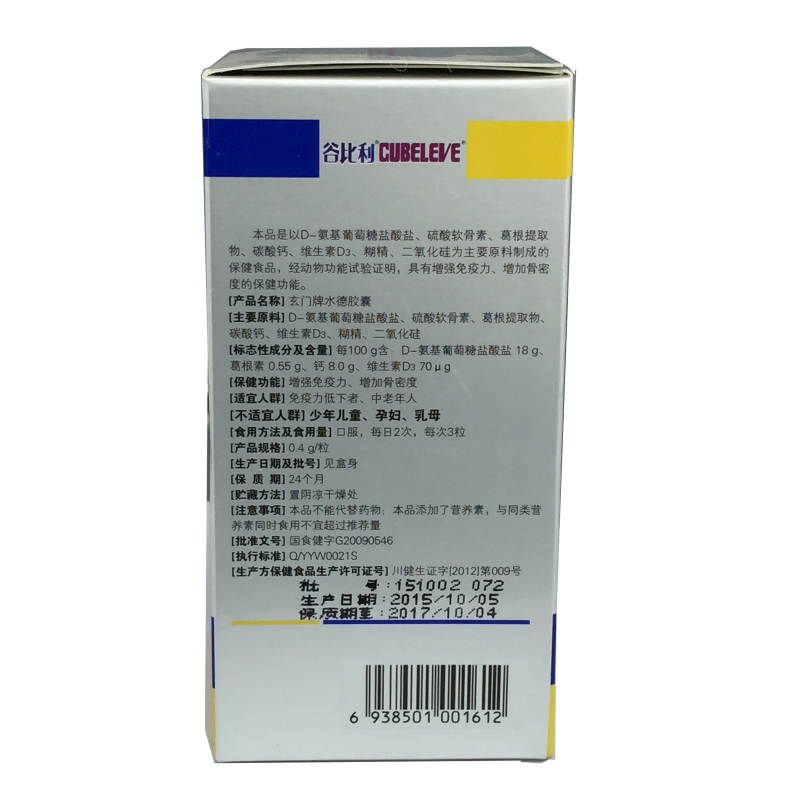 谷比利® CUBELEVE®
本品是以D-氨基葡萄糖盐酸盐、硫酸软骨素、葛根提取
物、碳酸钙、维生素D3、糊精、二氧化硅为主要原料制成的
保健食品，经动物功能试验证明，具有增强免疫力、增加骨密
度的保健功能。
[产品名称] 玄门牌水德胶囊
[主要原料] D-氨基葡萄糖盐酸盐、硫酸软骨素、葛根提取物、
碳酸钙、维生素D3、糊精、二氧化硅
[标志性成分及含量] 每100 g含：D-氨基葡萄糖盐酸盐 18 g、
葛根素 0.55 g、钙 8.0 g、维生素D3 70 μg
[保健功能] 增强免疫力、增加骨密度
[适宜人群] 免疫力低下者、中老年人
[不适宜人群] 少年儿童、孕妇、乳母
[食用方法及食用量] 口服，每日2次，每次3粒
[产品规格] 0.4 g/粒
[生产日期及批号] 见盒身
[保 质 期] 24个月
[贮藏方法] 置阴凉干燥处
[注意事项] 本品不能代替药物；本品添加了营养素，与同类营
养素同时食用不宜超过推荐量
[批准文号] 国食健字G20090546
[执行标准] Q/YYW0021S
[生产方保健食品生产许可证号] 川健生证字[2012]第009号
批 号:151002 072
生产日期:2015/10/05
保质期至:2017/10/04
6 938501 001612